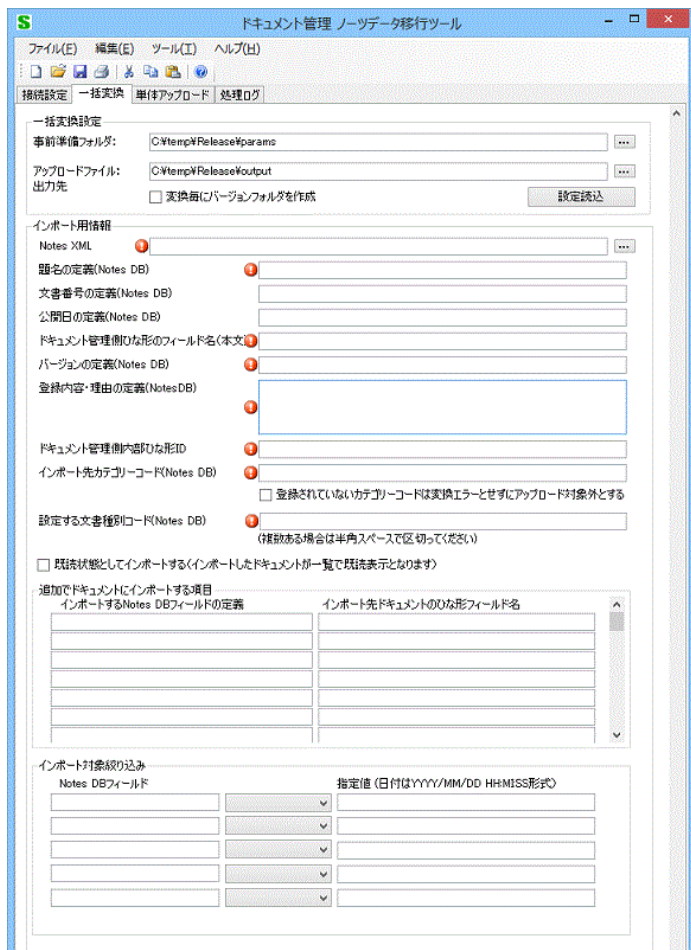 S
ドキュメント管理 ノーツデータ移行ツール
ファイル(F) 編集(E) ツール(T) ヘルプ(H)
接続設定 一括変換 単体アップロード 処理ログ
一括変換設定
事前準備フォルダ: C:¥temp¥Release¥params ...
アップロードファイル: C:¥temp¥Release¥output ...
出力先
変換毎にバージョンフォルダを作成 設定読込
インポート用情報
Notes XML ...
題名の定義(Notes DB)
文書番号の定義(Notes DB)
公開日の定義(Notes DB)
ドキュメント管理側ひな形のフィールド名(本文)
バージョンの定義(Notes DB)
登録内容・理由の定義(NotesDB)
ドキュメント管理側内部ひな形ID
インポート先カテゴリーコード(Notes DB)
登録されていないカテゴリーコードは変換エラーとせずにアップロード対象外とする
設定する文書種別コード(Notes DB)
(複数ある場合は半角スペースで区切ってください)
既読状態としてインポートする(インポートしたドキュメントが一覧で既読表示となります)
追加でドキュメントにインポートする項目
インポートするNotes DBフィールドの定義 インポート先ドキュメントのひな形フィールド名
インポート対象絞り込み
Notes DBフィールド 指定値 (日付はYYYY/MM/DD HH:MISS形式)